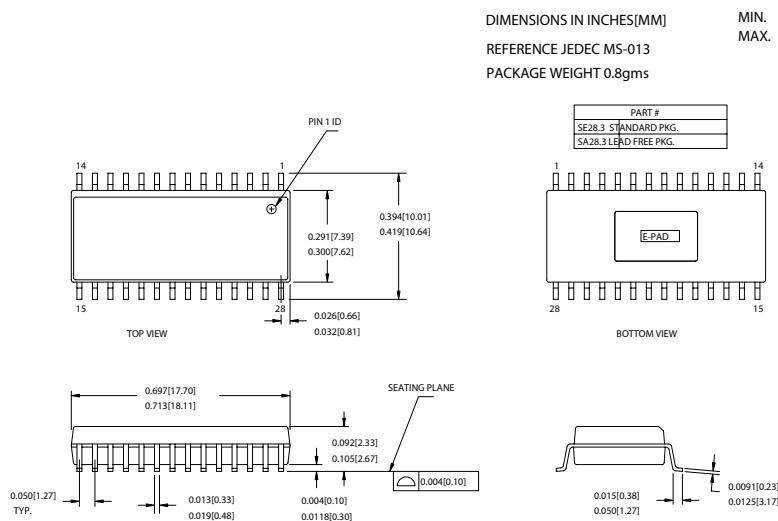 DIMENSIONS IN INCHES[MM] MIN.
MAX.
REFERENCE JEDEC MS-013
PACKAGE WEIGHT 0.8gms
PART #
SE28.3 STANDARD PKG.
SA28.3 LEAD FREE PKG.
PIN 1 ID
14 1
0.291[7.39]
0.300[7.62]
0.394[10.01]
0.419[10.64]
15 28
0.026[0.66]
0.032[0.81]
TOP VIEW
1 14
E-PAD
28 15
BOTTOM VIEW
0.697[17.70]
0.713[18.11]
SEATING PLANE
0.092[2.33]
0.105[2.67]
0.004[0.10]
0.050[1.27]
TYP.
0.013[0.33]
0.019[0.48]
0.004[0.10]
0.0118[0.30]
0.015[0.38]
0.050[1.27]
0.0091[0.23]
0.0125[3.17]